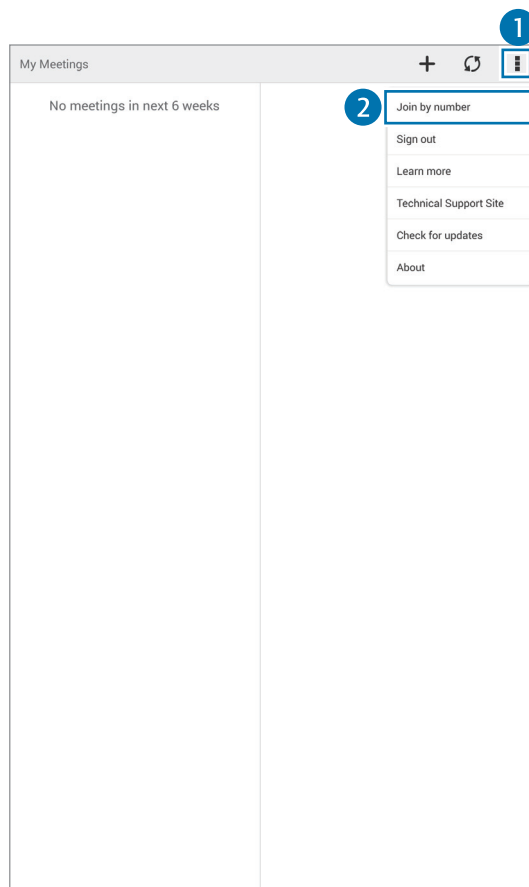 1
My Meetings
No meetings in next 6 weeks
2
Join by number
Sign out
Learn more
Technical Support Site
Check for updates
About